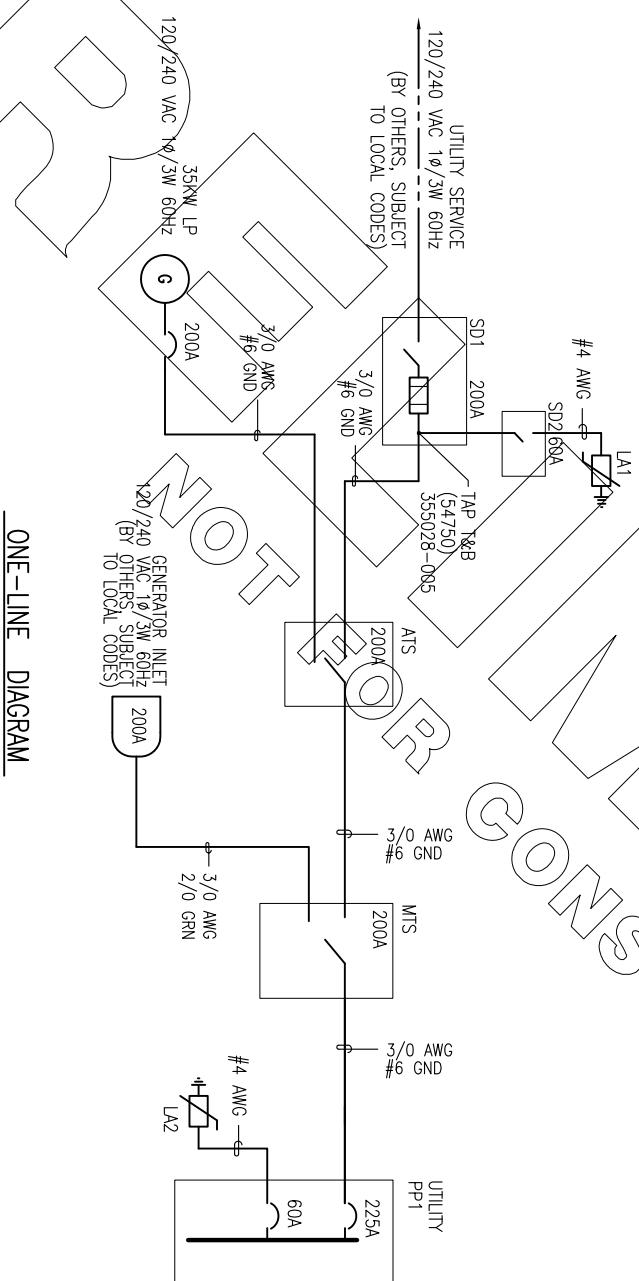 #4 AWG
LA1
SD2 60A
UTILITY SERVICE
120/240 VAC 1Ø/3W 60Hz
(BY OTHERS, SUBJECT
TO LOCAL CODES)
SD1
200A
3/0 AWG
#6 GND
TAP T&B
(54750)
355028-005
35KW LP
120/240 VAC 1Ø/3W 60Hz
G
200A
3/0 AWG
#6 GND
ATS
200A
3/0 AWG
#6 GND
GENERATOR INLET
120/240 VAC 1Ø/3W 60Hz
(BY OTHERS, SUBJECT
TO LOCAL CODES)
200A
3/0 AWG
2/0 GRN
MTS
200A
3/0 AWG
#6 GND
#4 AWG
LA2
UTILITY
PP1
225A
60A
ONE-LINE DIAGRAM
NOT FOR CONS